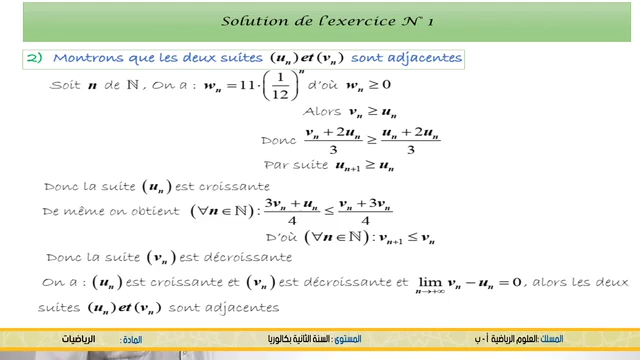 Solution de l'exercice N° 1
2) Montrons que les deux suites (uₙ) et (vₙ) sont adjacentes
Soit n de ℕ, On a : wₙ = 11·(1/12)ⁿ d'où wₙ ≥ 0
Alors vₙ ≥ uₙ
Donc (vₙ + 2uₙ)/3 ≥ (uₙ + 2uₙ)/3
Par suite uₙ₊₁ ≥ uₙ
Donc la suite (uₙ) est croissante
De même on obtient (∀n ∈ ℕ) : (3vₙ + uₙ)/4 ≤ (vₙ + 3vₙ)/4
D'où (∀n ∈ ℕ) : vₙ₊₁ ≤ vₙ
Donc la suite (vₙ) est décroissante
On a : (uₙ) est croissante et (vₙ) est décroissante et lim n→+∞ vₙ − uₙ = 0, alors les deux
suites (uₙ) et (vₙ) sont adjacentes
المسلك : العلوم الرياضية أ - ب المستوى : السنة الثانية بكالوريا المادة : الرياضيات